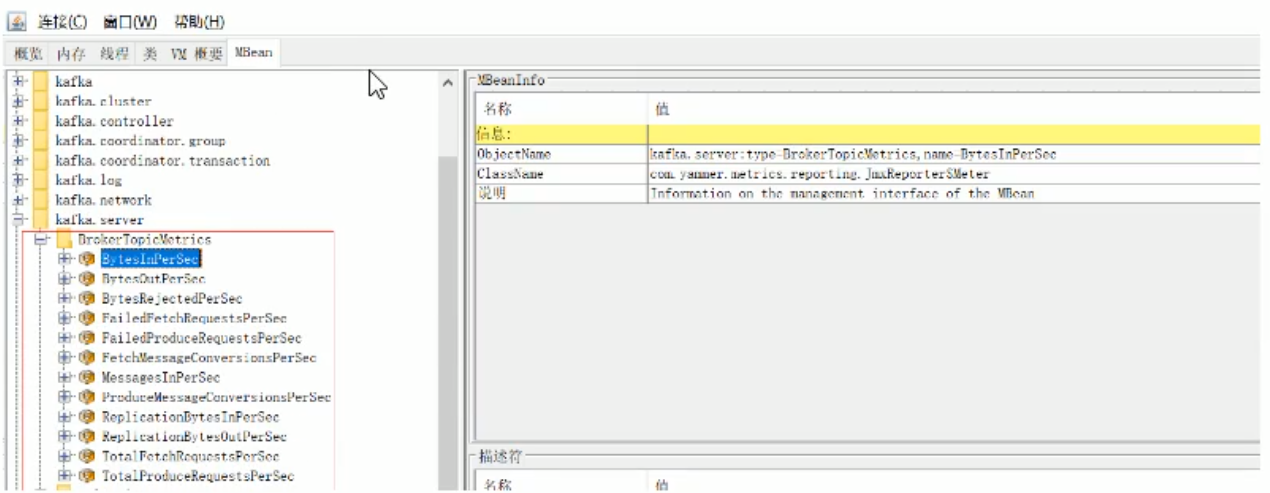 连接(C) 窗口(W) 帮助(H)
概览 内存 线程 类 VM 概要 MBean
kafka
kafka.cluster
kafka.controller
kafka.coordinator.group
kafka.coordinator.transaction
kafka.log
kafka.network
kafka.server
BrokerTopicMetrics
BytesInPerSec
BytesOutPerSec
BytesRejectedPerSec
FailedFetchRequestsPerSec
FailedProduceRequestsPerSec
FetchMessageConversionsPerSec
MessagesInPerSec
ProduceMessageConversionsPerSec
ReplicationBytesInPerSec
ReplicationBytesOutPerSec
TotalFetchRequestsPerSec
TotalProduceRequestsPerSec
MBeanInfo
名称 值
信息:
ObjectName kafka.server:type=BrokerTopicMetrics,name=BytesInPerSec
ClassName com.yammer.metrics.reporting.JmxReporter$Meter
说明 Information on the management interface of the MBean
描述符
名称 值